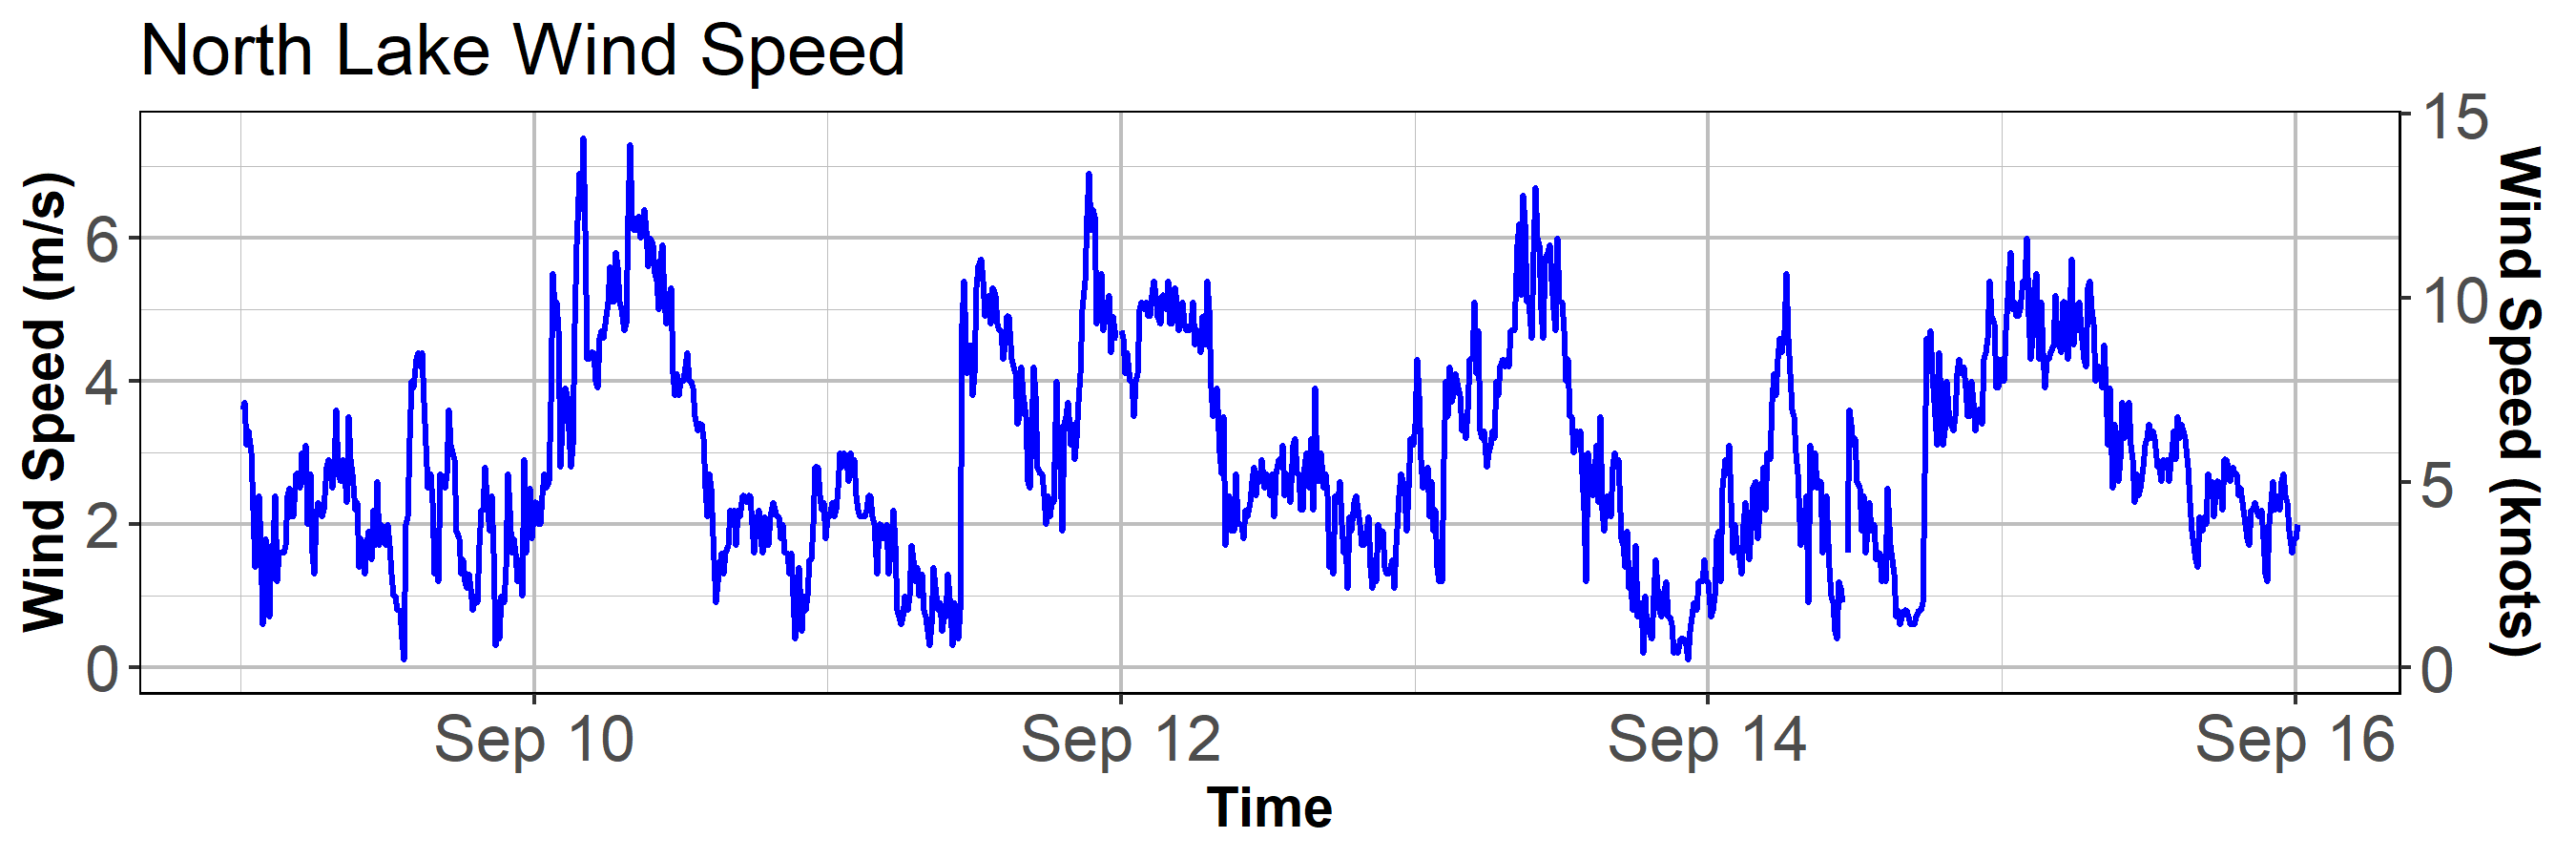 North Lake Wind Speed
Wind Speed (m/s)
6
4
2
0
15
10
5
0
Wind Speed (knots)
Sep 10
Sep 12
Sep 14
Sep 16
Time